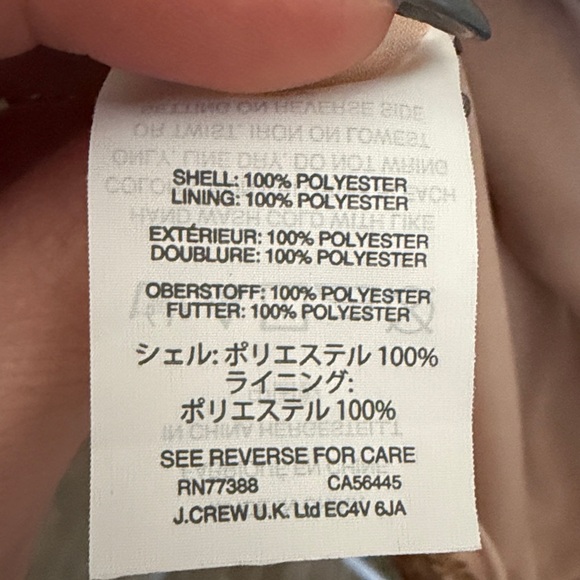 SHELL: 100% POLYESTER
LINING: 100% POLYESTER
EXTÉRIEUR: 100% POLYESTER
DOUBLURE: 100% POLYESTER
OBERSTOFF: 100% POLYESTER
FUTTER: 100% POLYESTER
シェル: ポリエステル 100%
ライニング:
ポリエステル 100%
SEE REVERSE FOR CARE
RN77388 CA56445
J.CREW U.K. Ltd EC4V 6JA